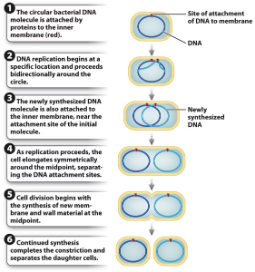 1 The circular bacterial DNA
molecule is attached by
proteins to the inner
membrane (red).
Site of attachment
of DNA to membrane
DNA
2 DNA replication begins at a
specific location and proceeds
bidirectionally around the
circle.
3 The newly synthesized DNA
molecule is also attached to
the inner membrane, near the
attachment site of the initial
molecule.
Newly
synthesized
DNA
4 As replication proceeds, the
cell elongates symmetrically
around the midpoint, separat-
ing the DNA attachment sites.
5 Cell division begins with
the synthesis of new mem-
brane and wall material at the
midpoint.
6 Continued synthesis
completes the constriction and
separates the daughter cells.